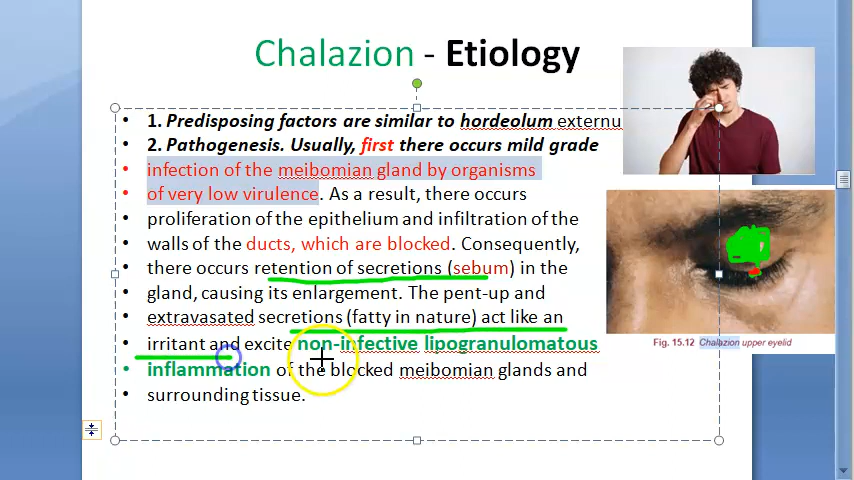 Chalazion - Etiology
• 1. Predisposing factors are similar to hordeolum externu
• 2. Pathogenesis. Usually, first there occurs mild grade
• infection of the meibomian gland by organisms
• of very low virulence. As a result, there occurs
• proliferation of the epithelium and infiltration of the
• walls of the ducts, which are blocked. Consequently,
• there occurs retention of secretions (sebum) in the
• gland, causing its enlargement. The pent-up and
• extravasated secretions (fatty in nature) act like an
• irritant and excite non-infective lipogranulomatous
• inflammation of the blocked meibomian glands and
• surrounding tissue.
Fig. 15.12 Chalazion upper eyelid